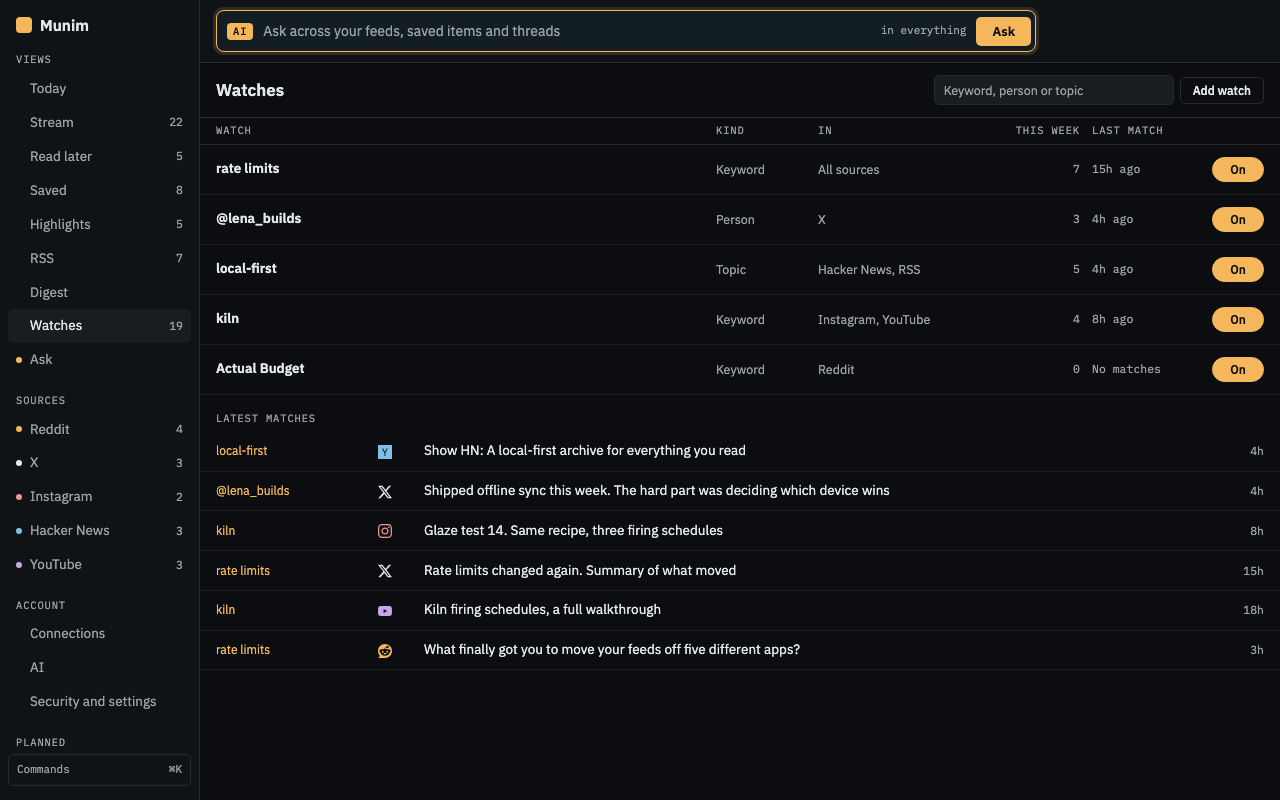 Munim
VIEWS
Today
Stream 22
Read later 5
Saved 8
Highlights 5
RSS 7
Digest
Watches 19
Ask
SOURCES
Reddit 4
X 3
Instagram 2
Hacker News 3
YouTube 3
ACCOUNT
Connections
AI
Security and settings
PLANNED
Commands ⌘K
AI Ask across your feeds, saved items and threads in everything Ask
Watches Keyword, person or topic Add watch
WATCH KIND IN THIS WEEK LAST MATCH
rate limits Keyword All sources 7 15h ago On
@lena_builds Person X 3 4h ago On
local-first Topic Hacker News, RSS 5 4h ago On
kiln Keyword Instagram, YouTube 4 8h ago On
Actual Budget Keyword Reddit 0 No matches On
LATEST MATCHES
local-first Y Show HN: A local-first archive for everything you read 4h
@lena_builds Shipped offline sync this week. The hard part was deciding which device wins 4h
kiln Glaze test 14. Same recipe, three firing schedules 8h
rate limits Rate limits changed again. Summary of what moved 15h
kiln Kiln firing schedules, a full walkthrough 18h
rate limits What finally got you to move your feeds off five different apps? 3h